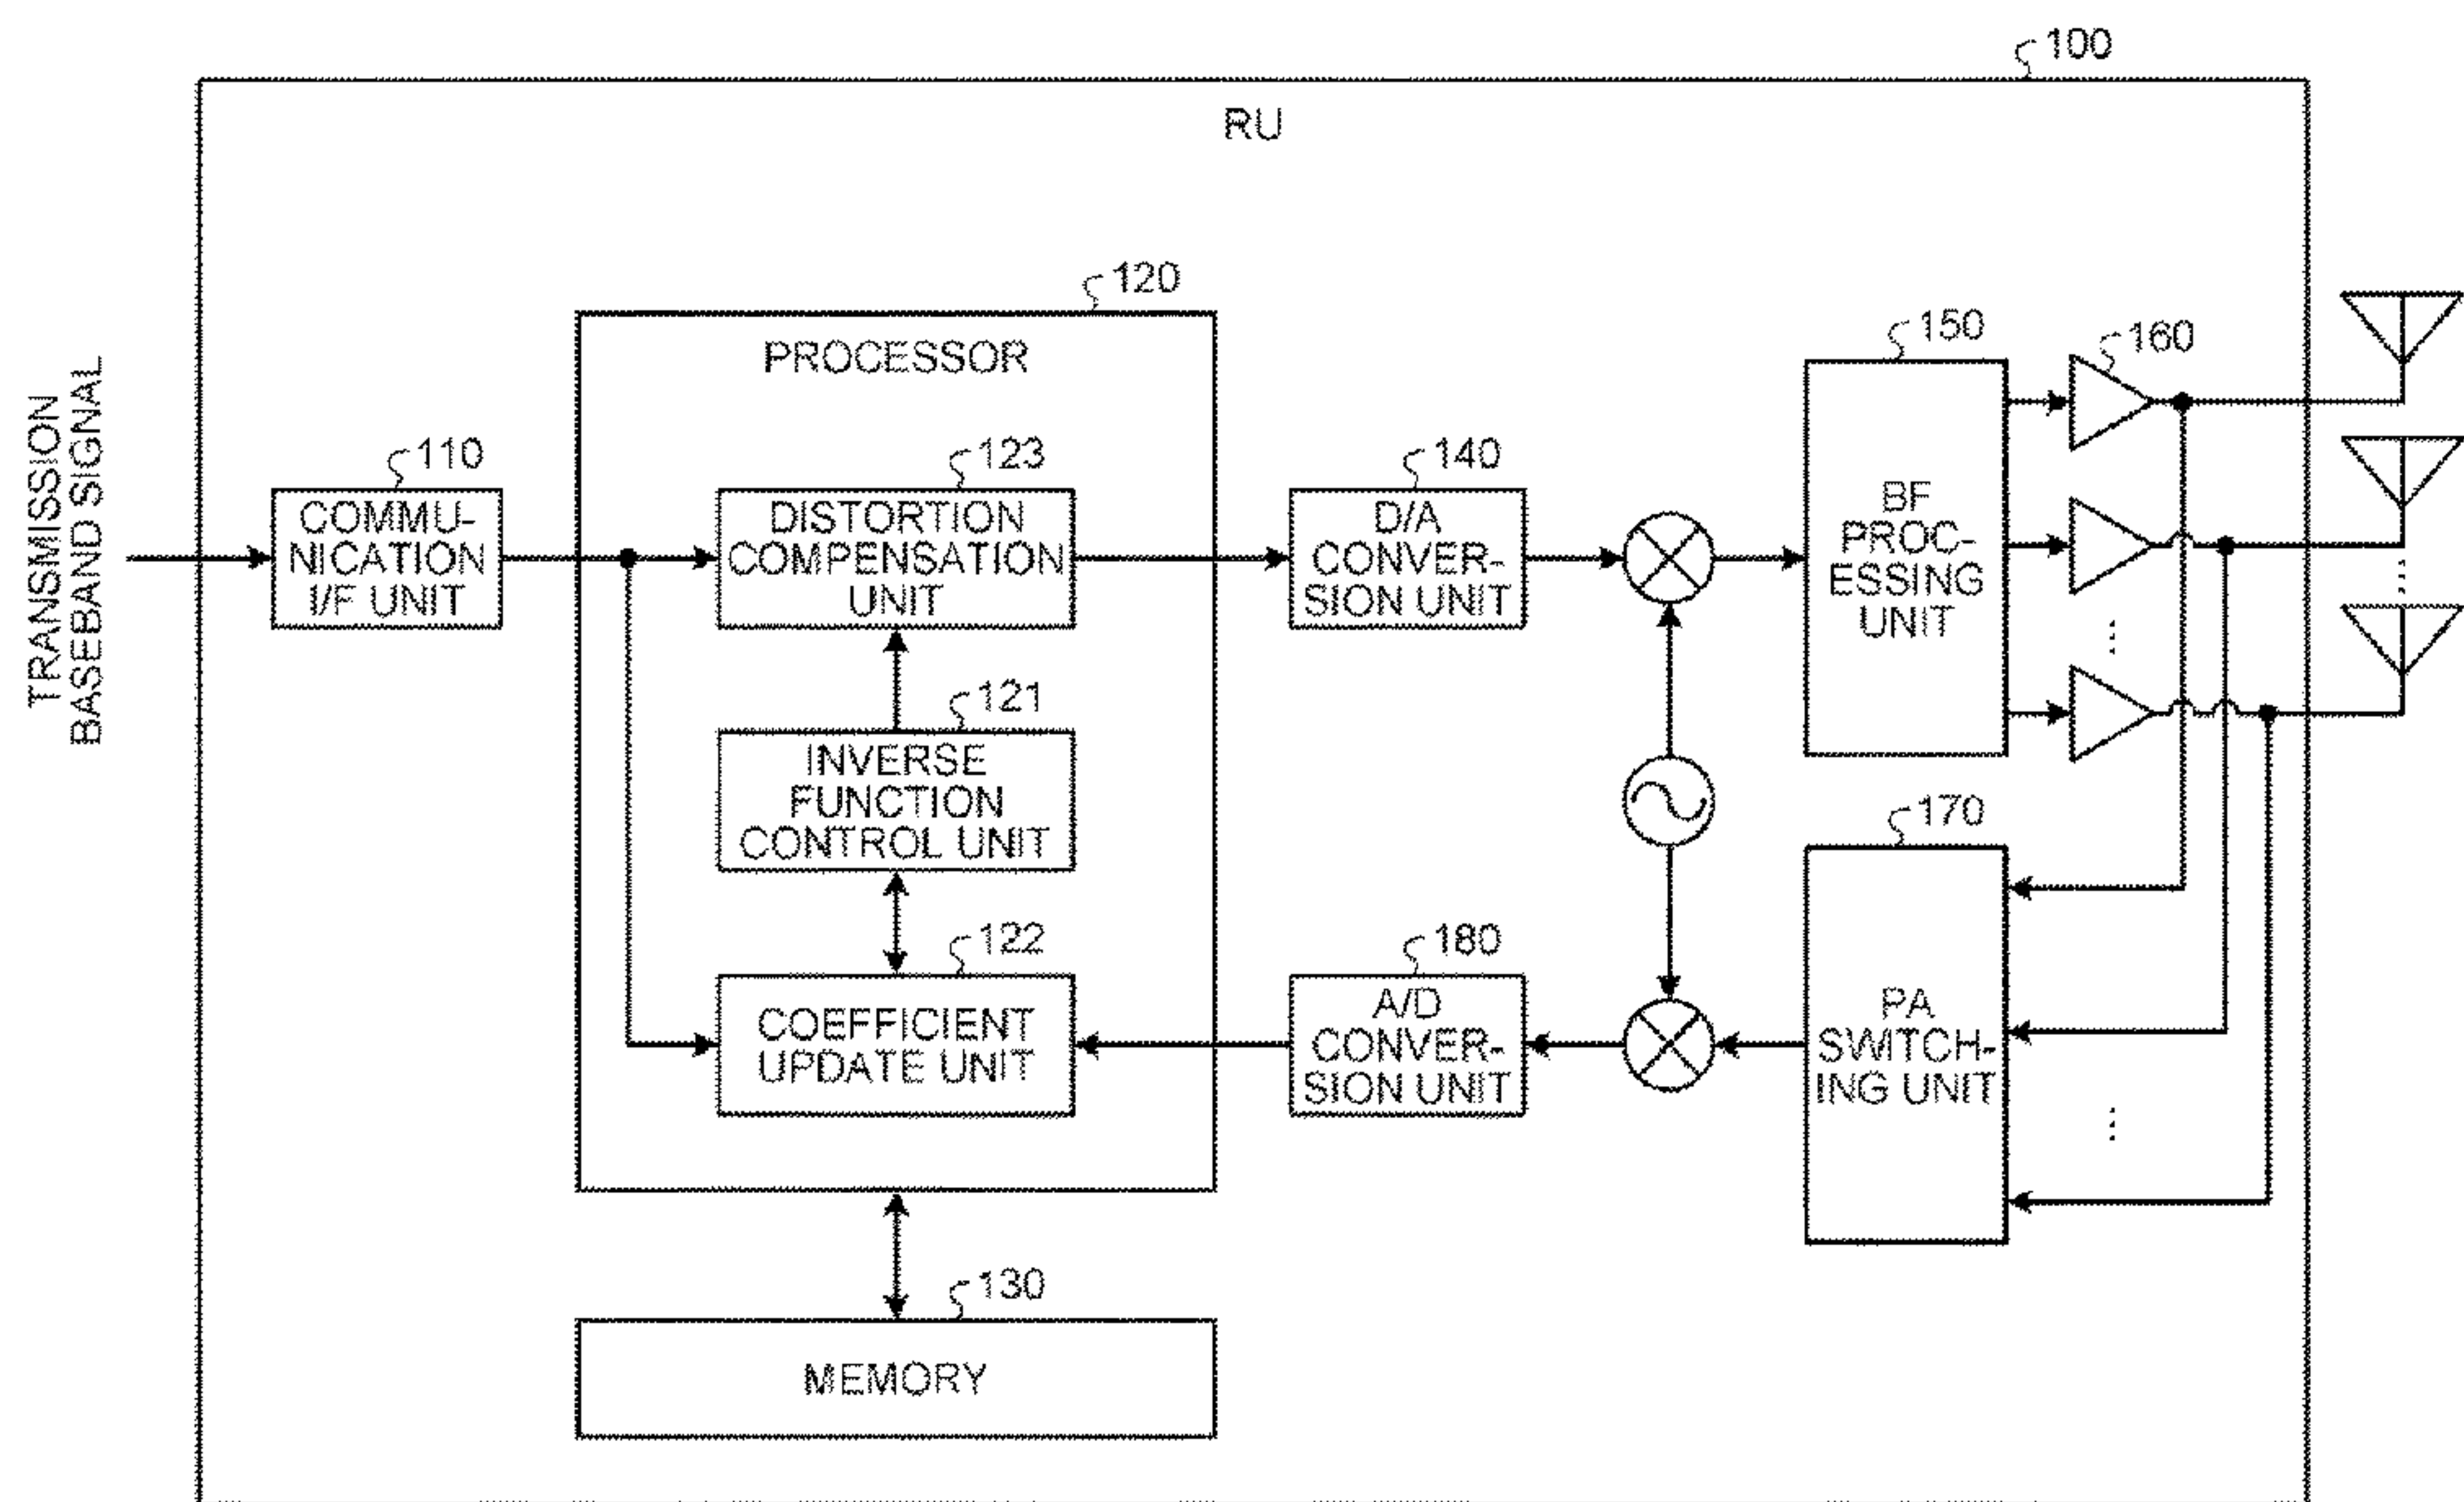 100
RU
120
PROCESSOR
150
160
TRANSMISSION
BASEBAND SIGNAL
110
COMMU-
NICATION
I/F UNIT
123
DISTORTION
COMPENSATION
UNIT
140
D/A
CONVER-
SION UNIT
BF
PROC-
ESSING
UNIT
121
INVERSE
FUNCTION
CONTROL UNIT
170
PA
SWITCH-
ING UNIT
122
COEFFICIENT
UPDATE UNIT
180
A/D
CONVER-
SION UNIT
130
MEMORY